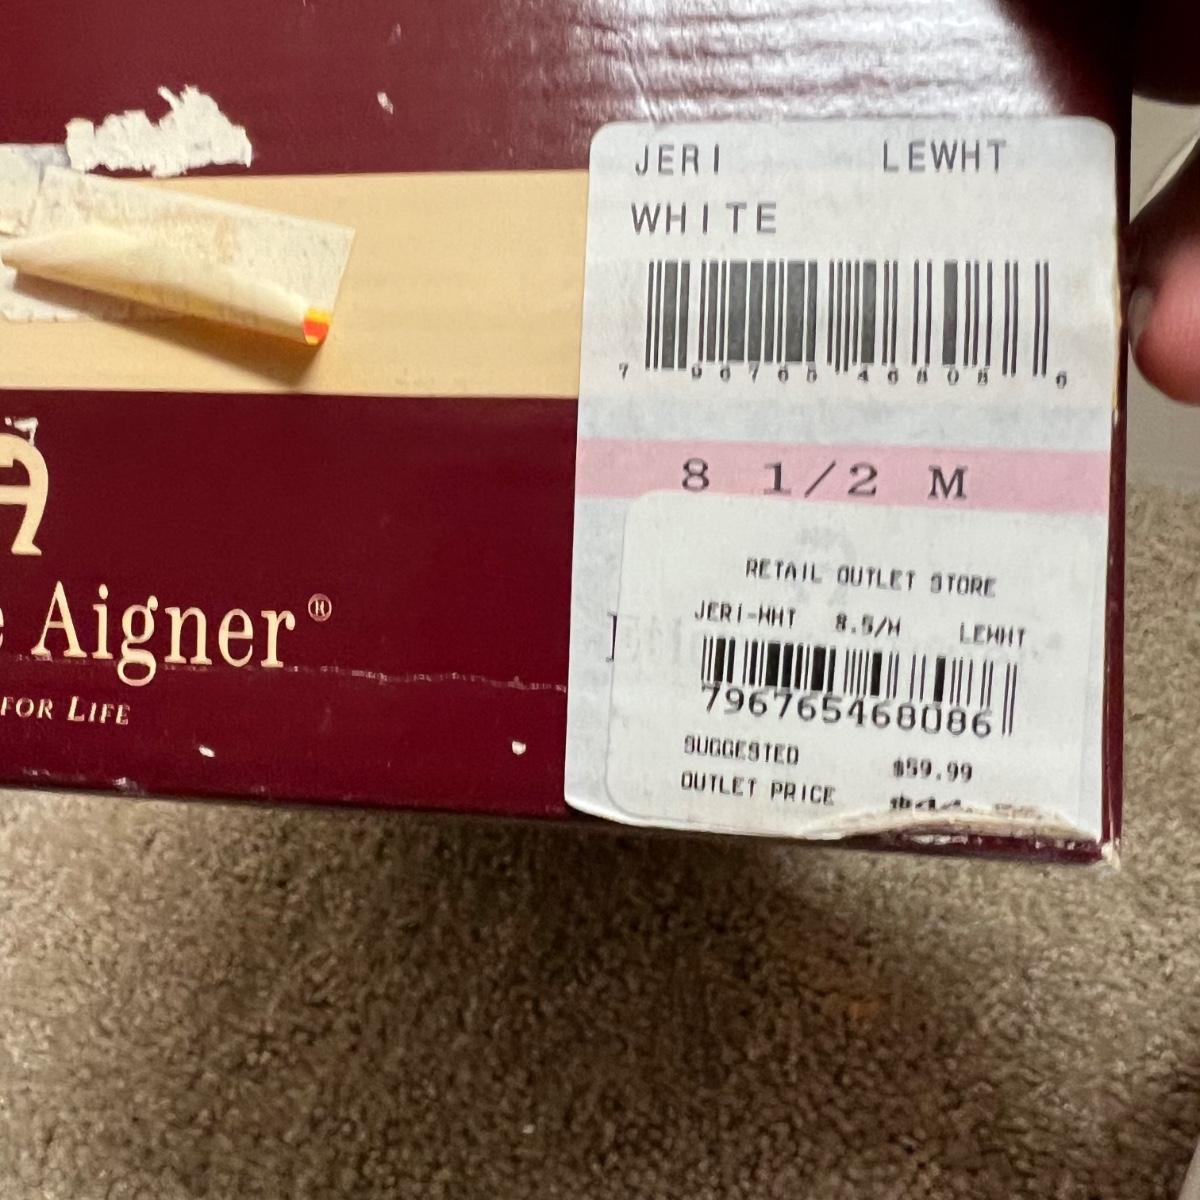 JERI LEWHT
WHITE
7 96765 46808 6
8 1/2 M
Aigner®
FOR LIFE
RETAIL OUTLET STORE
JERI-WHT 8.5/M LEWHT
796765468086
SUGGESTED $59.99
OUTLET PRICE